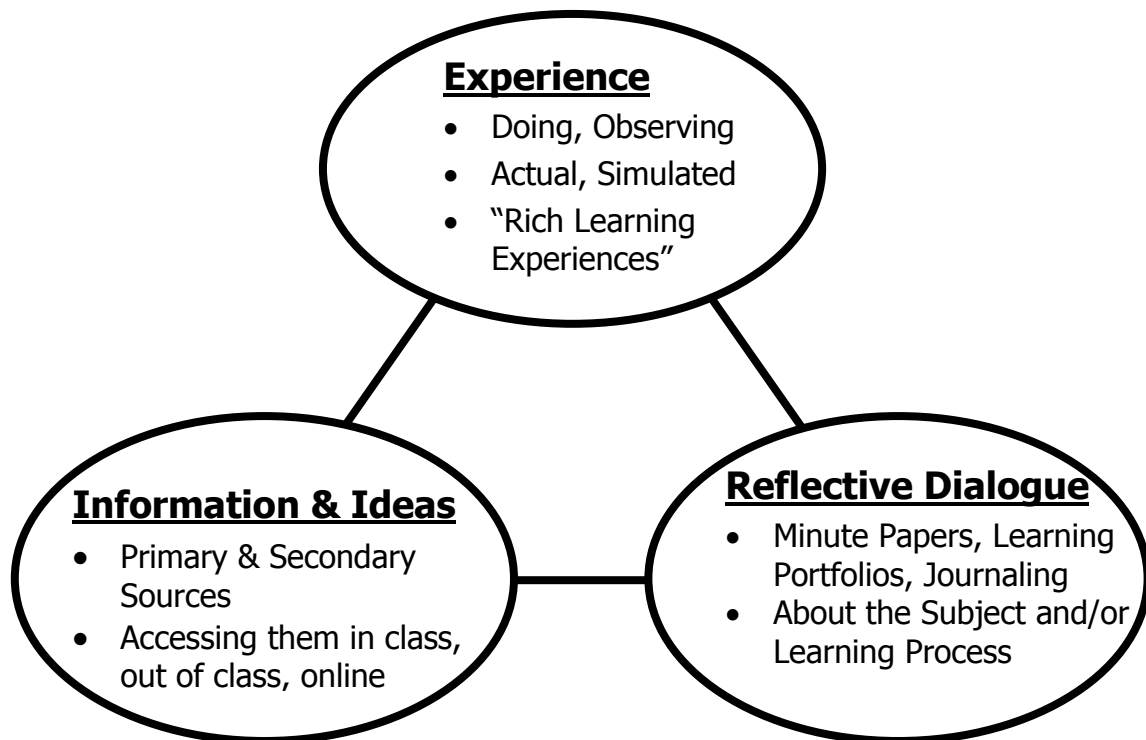 Experience
• Doing, Observing
• Actual, Simulated
• “Rich Learning
Experiences”
Information & Ideas
• Primary & Secondary
Sources
• Accessing them in class,
out of class, online
Reflective Dialogue
• Minute Papers, Learning
Portfolios, Journaling
• About the Subject and/or
Learning Process